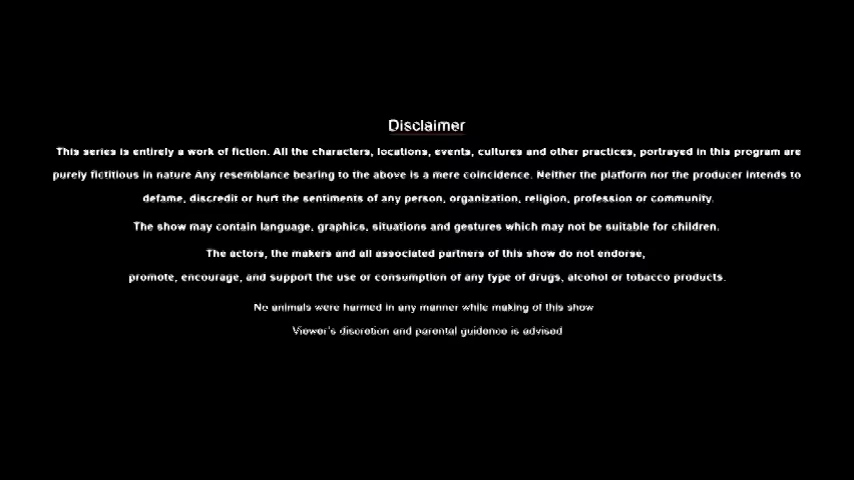 Disclaimer
This series is entirely a work of fiction. All the characters, locations, events, cultures and other practices, portrayed in this program are
purely fictitious in nature Any resemblance bearing to the above is a mere coincidence. Neither the platform nor the producer intends to
defame, discredit or hurt the sentiments of any person, organization, religion, profession or community.
The show may contain language, graphics, situations and gestures which may not be suitable for children.
The actors, the makers and all associated partners of this show do not endorse,
promote, encourage, and support the use or consumption of any type of drugs, alcohol or tobacco products.
No animals were harmed in any manner while making of this show
Viewer's discretion and parental guidence is advised